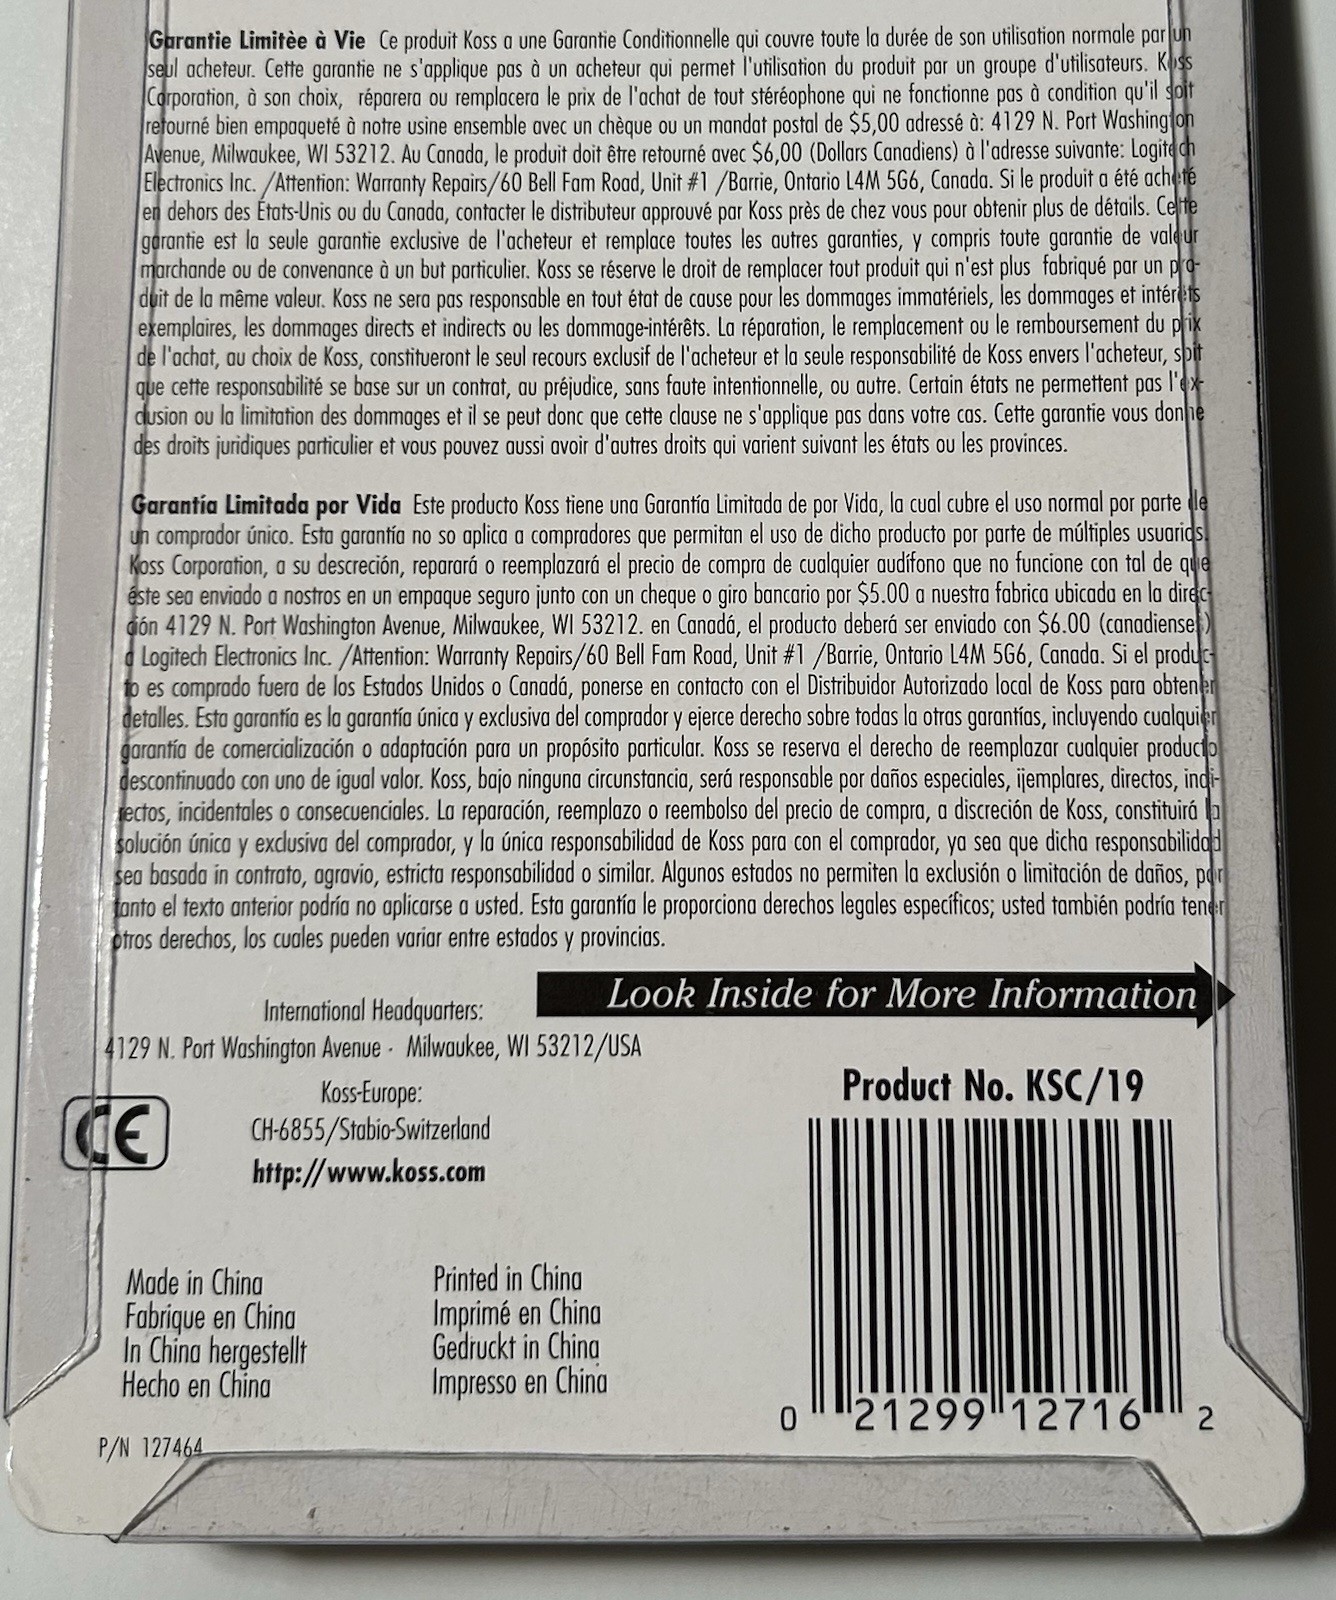 Garantie Limitèe à Vie Ce produit Koss a une Garantie Conditionnelle qui couvre toute la durée de son utilisation normale par un
seul acheteur. Cette garantie ne s'applique pas à un acheteur qui permet l'utilisation du produit par un groupe d'utilisateurs. Koss
Corporation, à son choix, réparera ou remplacera le prix de l'achat de tout stéréophone qui ne fonctionne pas à condition qu'il soit
retourné bien empaqueté à notre usine ensemble avec un chèque ou un mandat postal de $5,00 adressé à: 4129 N. Port Washington
Avenue, Milwaukee, WI 53212. Au Canada, le produit doit être retourné avec $6,00 (Dollars Canadiens) à l'adresse suivante: Logitech
Electronics Inc. /Attention: Warranty Repairs/60 Bell Fam Road, Unit #1 /Barrie, Ontario L4M 5G6, Canada. Si le produit a été acheté
en dehors des États-Unis ou du Canada, contacter le distributeur approuvé par Koss près de chez vous pour obtenir plus de détails. Cette
garantie est la seule garantie exclusive de l'acheteur et remplace toutes les autres garanties, y compris toute garantie de valeur
marchande ou de convenance à un but particulier. Koss se réserve le droit de remplacer tout produit qui n'est plus fabriqué par un pro-
duit de la même valeur. Koss ne sera pas responsable en tout état de cause pour les dommages immatériels, les dommages et intérêts
exemplaires, les dommages directs et indirects ou les dommage-intérêts. La réparation, le remplacement ou le remboursement du prix
de l'achat, au choix de Koss, constitueront le seul recours exclusif de l'acheteur et la seule responsabilité de Koss envers l'acheteur, soit
que cette responsabilité se base sur un contrat, au préjudice, sans faute intentionnelle, ou autre. Certain états ne permettent pas l'ex-
clusion ou la limitation des dommages et il se peut donc que cette clause ne s'applique pas dans votre cas. Cette garantie vous donne
des droits juridiques particulier et vous pouvez aussi avoir d'autres droits qui varient suivant les états ou les provinces.
Garantía Limitada por Vida Este producto Koss tiene una Garantía Limitada de por Vida, la cual cubre el uso normal por parte de
un comprador único. Esta garantía no so aplica a compradores que permitan el uso de dicho producto por parte de múltiples usuarios.
Koss Corporation, a su descreción, reparará o reemplazará el precio de compra de cualquier audífono que no funcione con tal de que
éste sea enviado a nostros en un empaque seguro junto con un cheque o giro bancario por $5.00 a nuestra fabrica ubicada en la direc-
ción 4129 N. Port Washington Avenue, Milwaukee, WI 53212. en Canadá, el producto deberá ser enviado con $6.00 (canadienses)
a Logitech Electronics Inc. /Attention: Warranty Repairs/60 Bell Fam Road, Unit #1 /Barrie, Ontario L4M 5G6, Canada. Si el produc-
to es comprado fuera de los Estados Unidos o Canadá, ponerse en contacto con el Distribuidor Autorizado local de Koss para obtener
detalles. Esta garantía es la garantía única y exclusiva del comprador y ejerce derecho sobre todas la otras garantías, incluyendo cualquier
garantía de comercialización o adaptación para un propósito particular. Koss se reserva el derecho de reemplazar cualquier producto
descontinuado con uno de igual valor. Koss, bajo ninguna circunstancia, será responsable por daños especiales, ijemplares, directos, indi-
rectos, incidentales o consecuenciales. La reparación, reemplazo o reembolso del precio de compra, a discreción de Koss, constituirá la
solución única y exclusiva del comprador, y la única responsabilidad de Koss para con el comprador, ya sea que dicha responsabilidad
sea basada in contrato, agravio, estricta responsabilidad o similar. Algunos estados no permiten la exclusión o limitación de daños, por
tanto el texto anterior podría no aplicarse a usted. Esta garantía le proporciona derechos legales específicos; usted también podría tener
otros derechos, los cuales pueden variar entre estados y provincias.
Look Inside for More Information
International Headquarters:
4129 N. Port Washington Avenue · Milwaukee, WI 53212/USA
Koss-Europe:
CH-6855/Stabio-Switzerland
http://www.koss.com
CE
Product No. KSC/19
Made in China
Fabrique en China
In China hergestellt
Hecho en China
Printed in China
Imprimé en China
Gedruckt in China
Impresso en China
0 21299 12716 2
P/N 127464